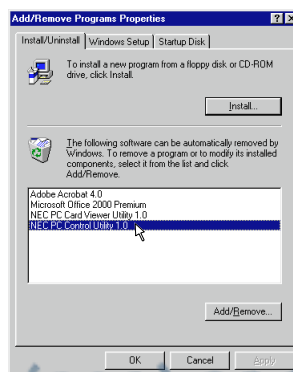 Add/Remove Programs Properties
Install/Uninstall Windows Setup Startup Disk
To install a new program from a floppy disk or CD-ROM
drive, click Install.
Install...
The following software can be automatically removed by
Windows. To remove a program or to modify its installed
components, select it from the list and click
Add/Remove.
Adobe Acrobat 4.0
Microsoft Office 2000 Premium
NEC PC Card Viewer Utility 1.0
NEC PC Control Utility 1.0
Add/Remove...
OK Cancel Apply